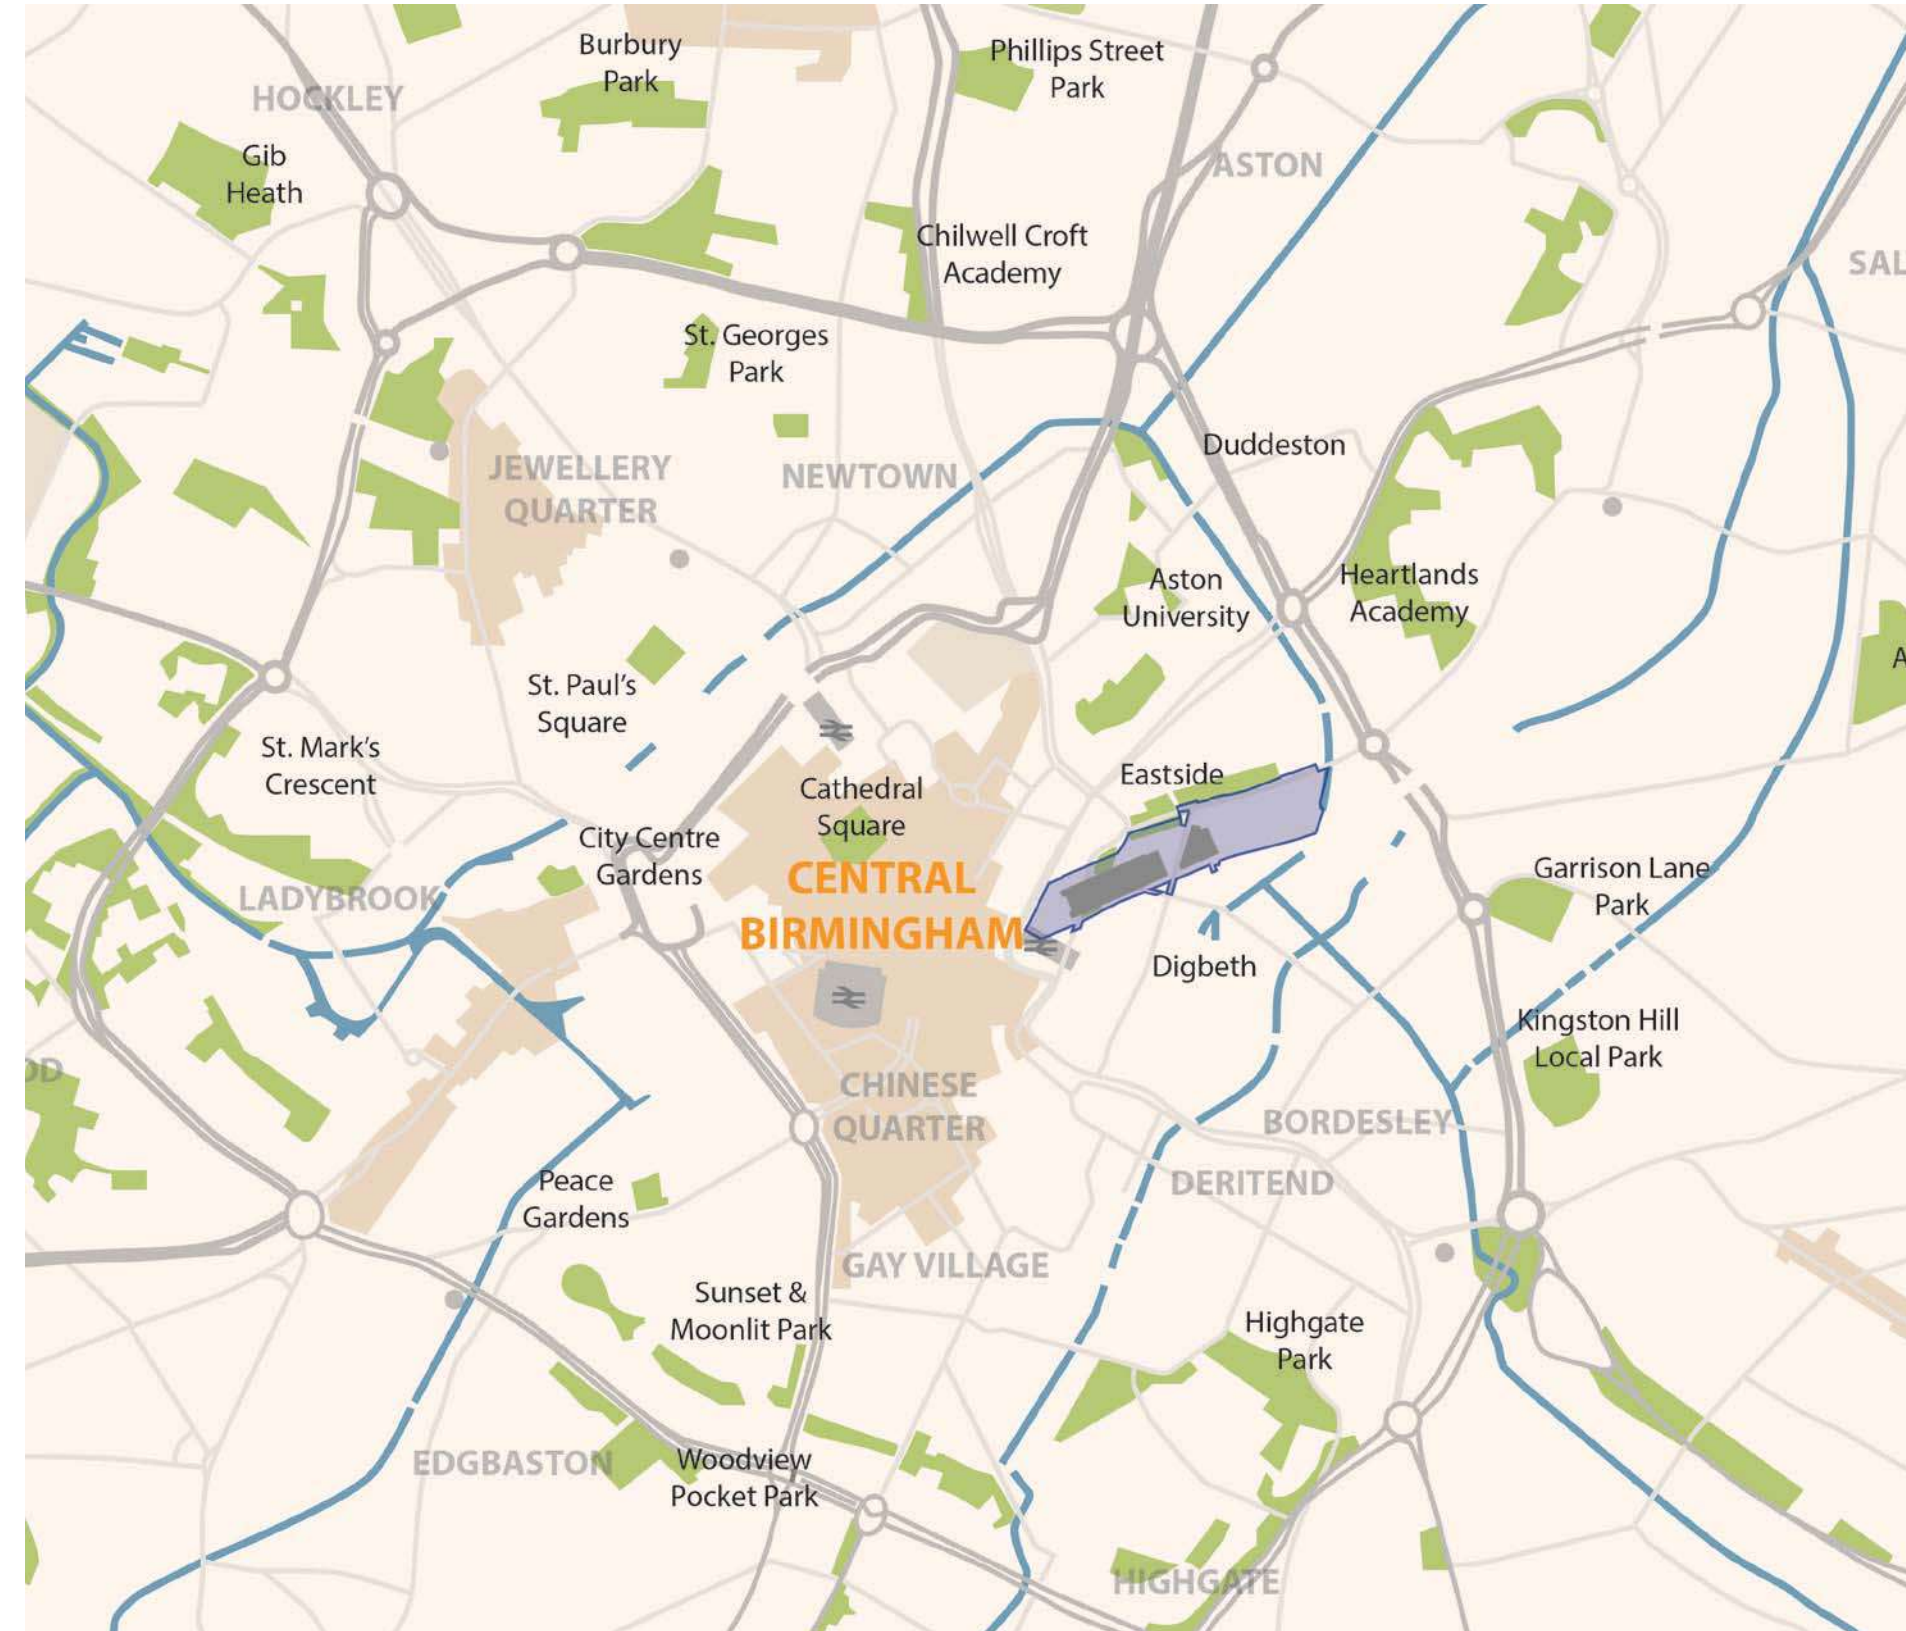 Burbury
Park
Phillips Street
Park
HOCKLEY
Gib
Heath
ASTON
Chilwell Croft
Academy
SAL
St. Georges
Park
Duddeston
JEWELLERY
QUARTER
NEWTOWN
Aston
University
Heartlands
Academy
A
St. Paul's
Square
St. Mark's
Crescent
Eastside
Cathedral
Square
City Centre
Gardens
CENTRAL
BIRMINGHAM
LADYBROOK
Garrison Lane
Park
Digbeth
Kingston Hill
Local Park
OD
CHINESE
QUARTER
BORDESLEY
DERITEND
Peace
Gardens
GAY VILLAGE
Sunset &
Moonlit Park
Highgate
Park
EDGBASTON
Woodview
Pocket Park
HIGHGATE